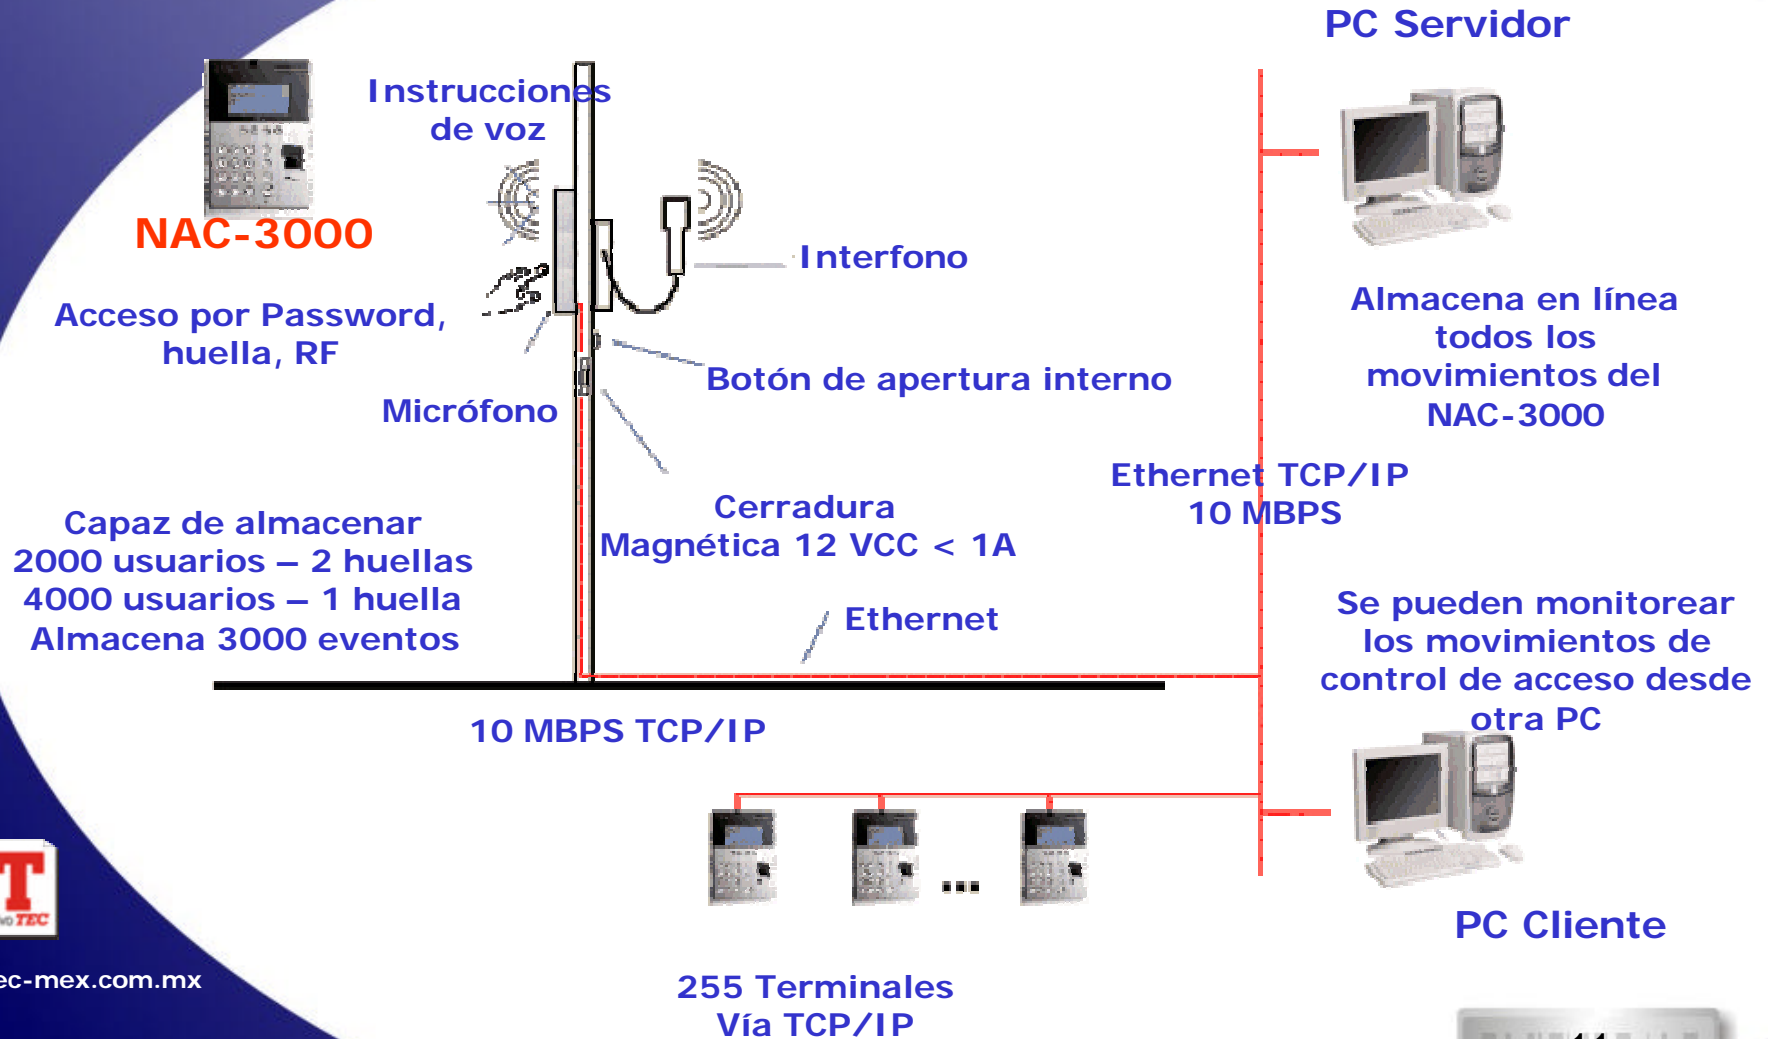 PC Servidor
Instrucciones
de voz
NAC-3000
Interfono
Acceso por Password,
huella, RF
Almacena en línea
todos los
movimientos del
NAC-3000
Botón de apertura interno
Micrófono
Ethernet TCP/IP
10 MBPS
Cerradura
Magnética 12 VCC < 1A
Capaz de almacenar
2000 usuarios – 2 huellas
4000 usuarios – 1 huella
Almacena 3000 eventos
Ethernet
Se pueden monitorear
los movimientos de
control de acceso desde
otra PC
10 MBPS TCP/IP
PC Cliente
T
TEC
ec-mex.com.mx
255 Terminales
Vía TCP/IP